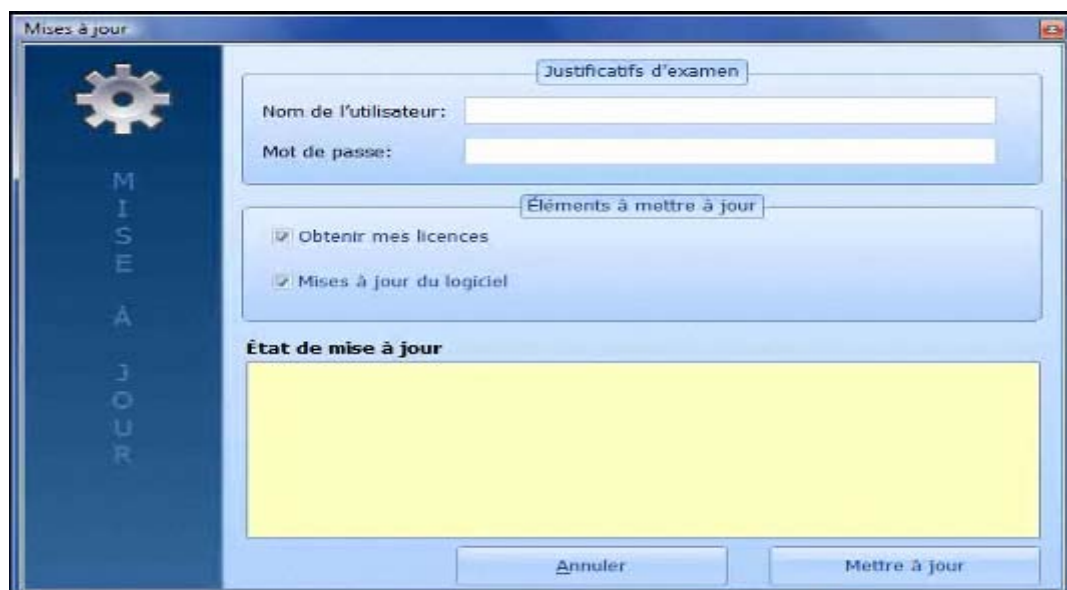 Mises à jour
MISE A JOUR
Justificatifs d'examen
Nom de l'utilisateur:
Mot de passe:
Éléments à mettre à jour
Obtenir mes licences
Mises à jour du logiciel
État de mise à jour
Annuler
Mettre à jour